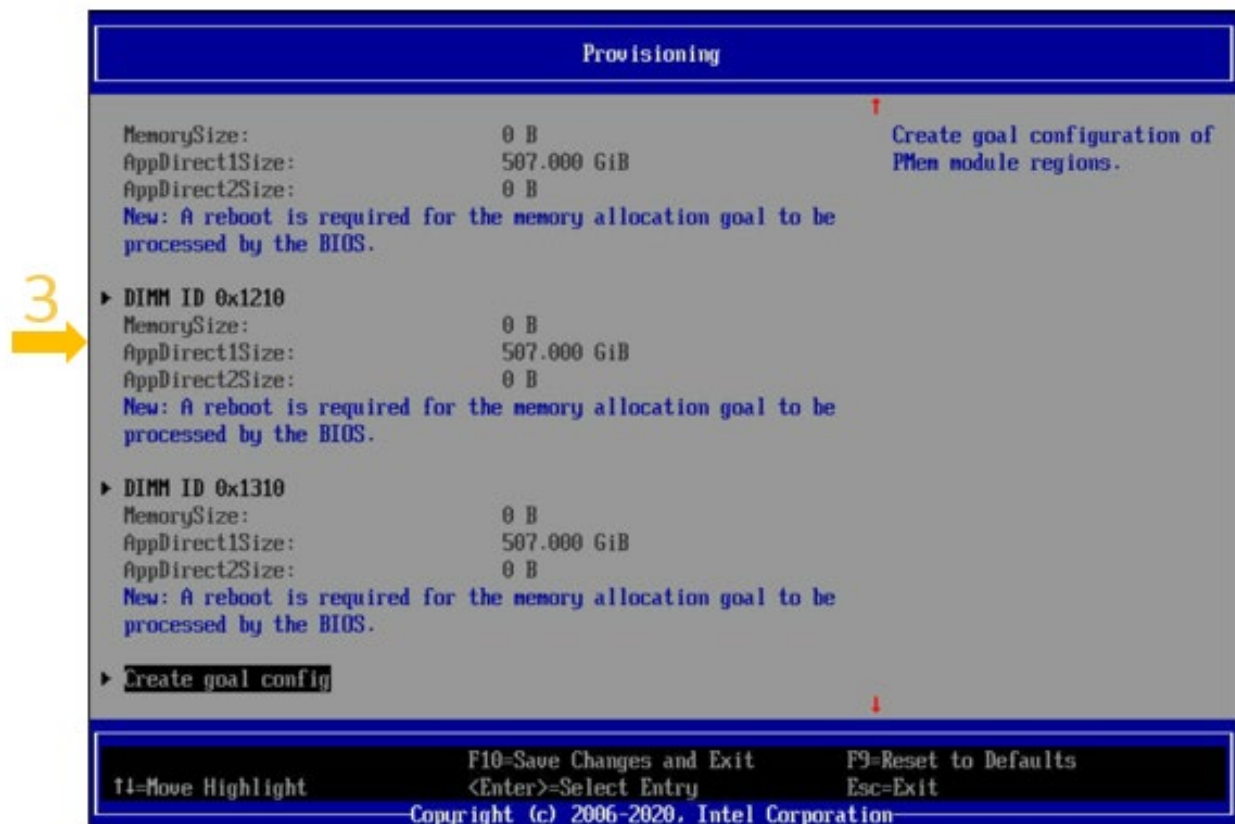 Provisioning
MemorySize: 0 B
AppDirect1Size: 507.000 GiB
AppDirect2Size: 0 B
New: A reboot is required for the memory allocation goal to be
processed by the BIOS.
Create goal configuration of
PMem module regions.
3
DIMM ID 0x1210
MemorySize: 0 B
AppDirect1Size: 507.000 GiB
AppDirect2Size: 0 B
New: A reboot is required for the memory allocation goal to be
processed by the BIOS.
DIMM ID 0x1310
MemorySize: 0 B
AppDirect1Size: 507.000 GiB
AppDirect2Size: 0 B
New: A reboot is required for the memory allocation goal to be
processed by the BIOS.
Create goal config
F10=Save Changes and Exit F9=Reset to Defaults
↑↓=Move Highlight <Enter>=Select Entry Esc=Exit
Copyright (c) 2006-2020, Intel Corporation